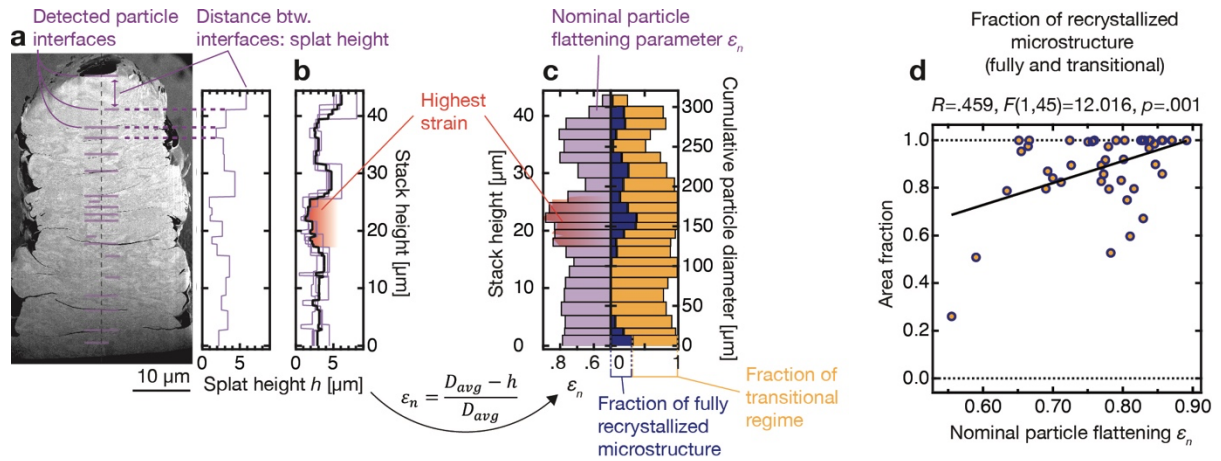 Detected particle
interfaces
Distance btw.
interfaces: splat height
a
10 µm
0
5
Splat height h [µm]
b
Highest
strain
40
30
20
10
0
Stack height [µm]
0
5
εn = Davg − h
Davg
Nominal particle
flattening parameter εn
c
40
30
20
10
0
Stack height [µm]
300
250
200
150
100
50
0
Cumulative particle diameter [µm]
.8
.6
0
1
εn
Fraction of fully
recrystallized
microstructure
Fraction of
transitional
regime
Fraction of recrystallized
microstructure
(fully and transitional)
d
R=.459, F(1,45)=12.016, p=.001
1.0
0.8
0.6
0.4
0.2
0.0
Area fraction
0.60
0.70
0.80
0.90
Nominal particle flattening εn